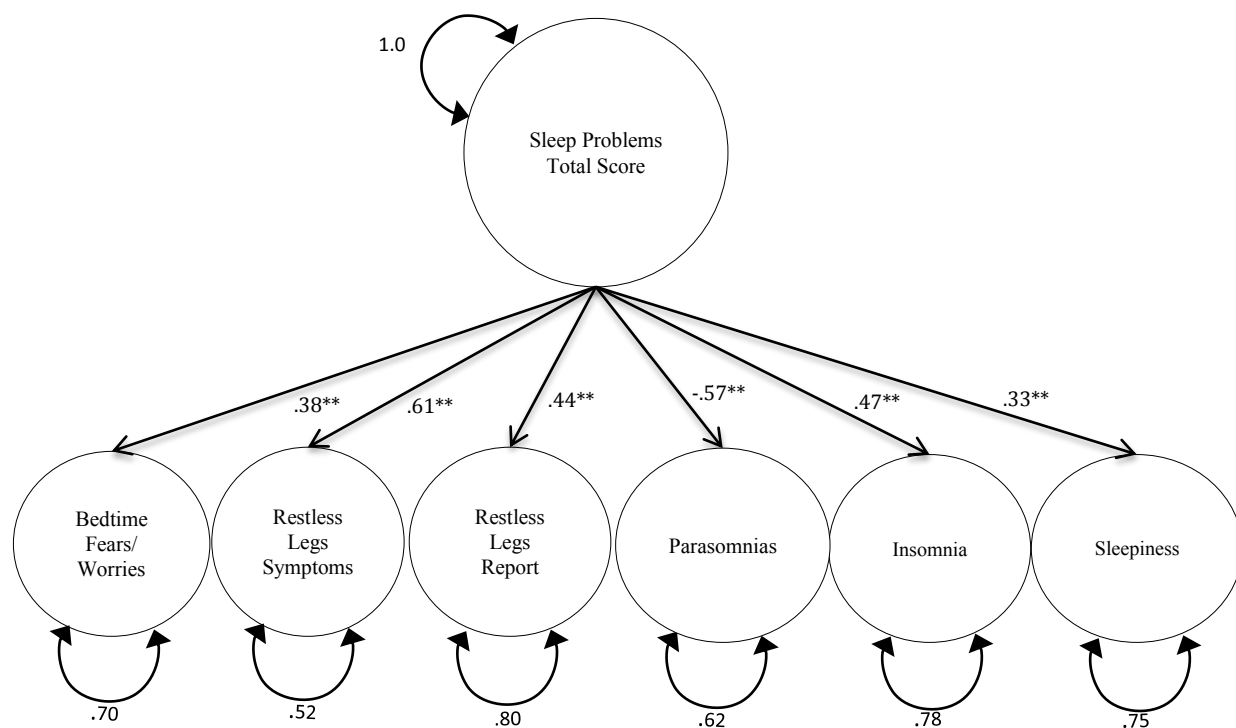 1.0
Sleep Problems
Total Score
.38**
.61**
.44**
-.57**
.47**
.33**
Bedtime
Fears/
Worries
Restless
Legs
Symptoms
Restless
Legs
Report
Parasomnias
Insomnia
Sleepiness
.70
.52
.80
.62
.78
.75